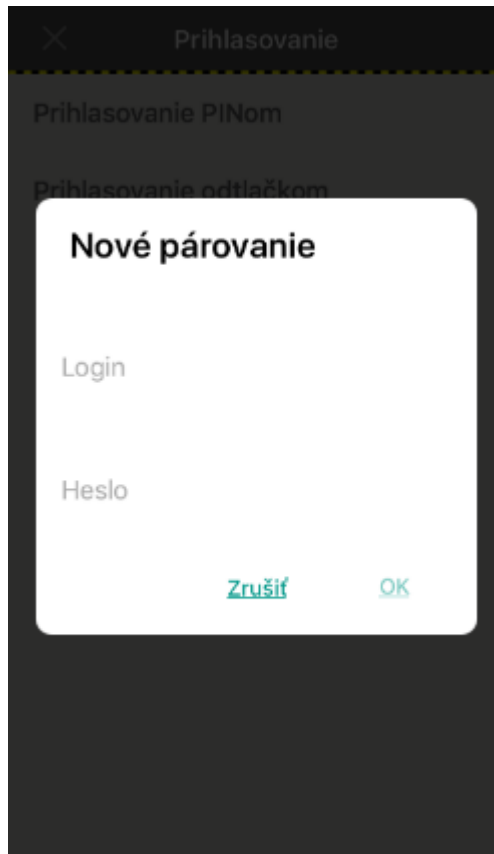 Prihlasovanie
Prihlasovanie PINom
Prihlasovanie odtlačkom
Nové párovanie
Login
Heslo
Zrušiť OK